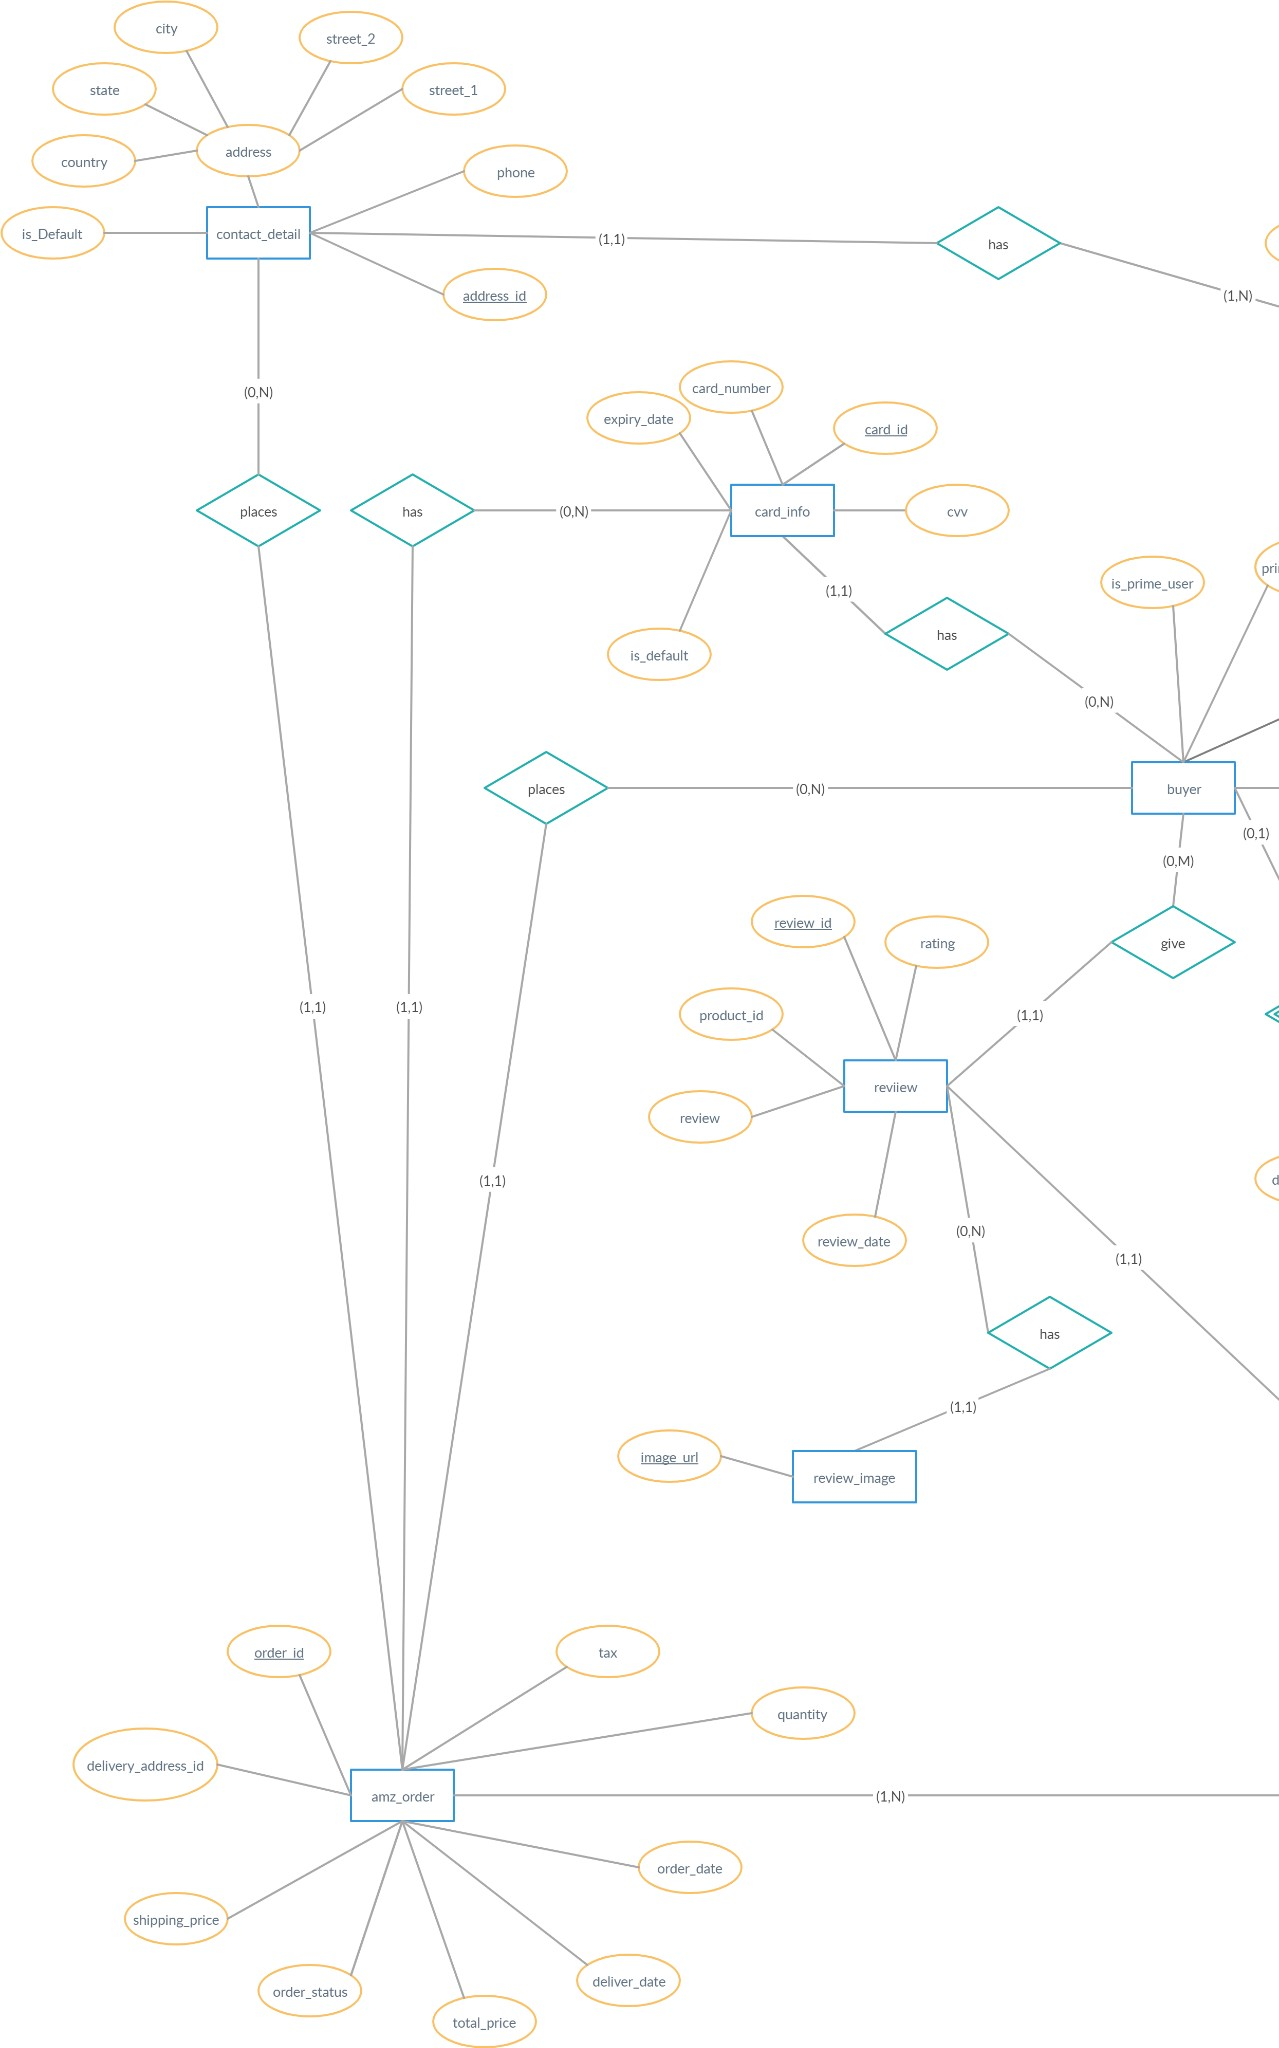 city
street_2
state
street_1
address
country
phone
is_Default
contact_detail
(1,1)
has
address_id
(1,N)
(0,N)
card_number
expiry_date
card_id
places
has
(0,N)
card_info
cvv
is_prime_user
(1,1)
has
is_default
(0,N)
places
(0,N)
buyer
(0,1)
(0,M)
review_id
rating
give
(1,1)
(1,1)
product_id
(1,1)
reviiew
review
(1,1)
review_date
(0,N)
(1,1)
has
(1,1)
image_url
review_image
order_id
tax
quantity
delivery_address_id
amz_order
(1,N)
order_date
shipping_price
deliver_date
order_status
total_price